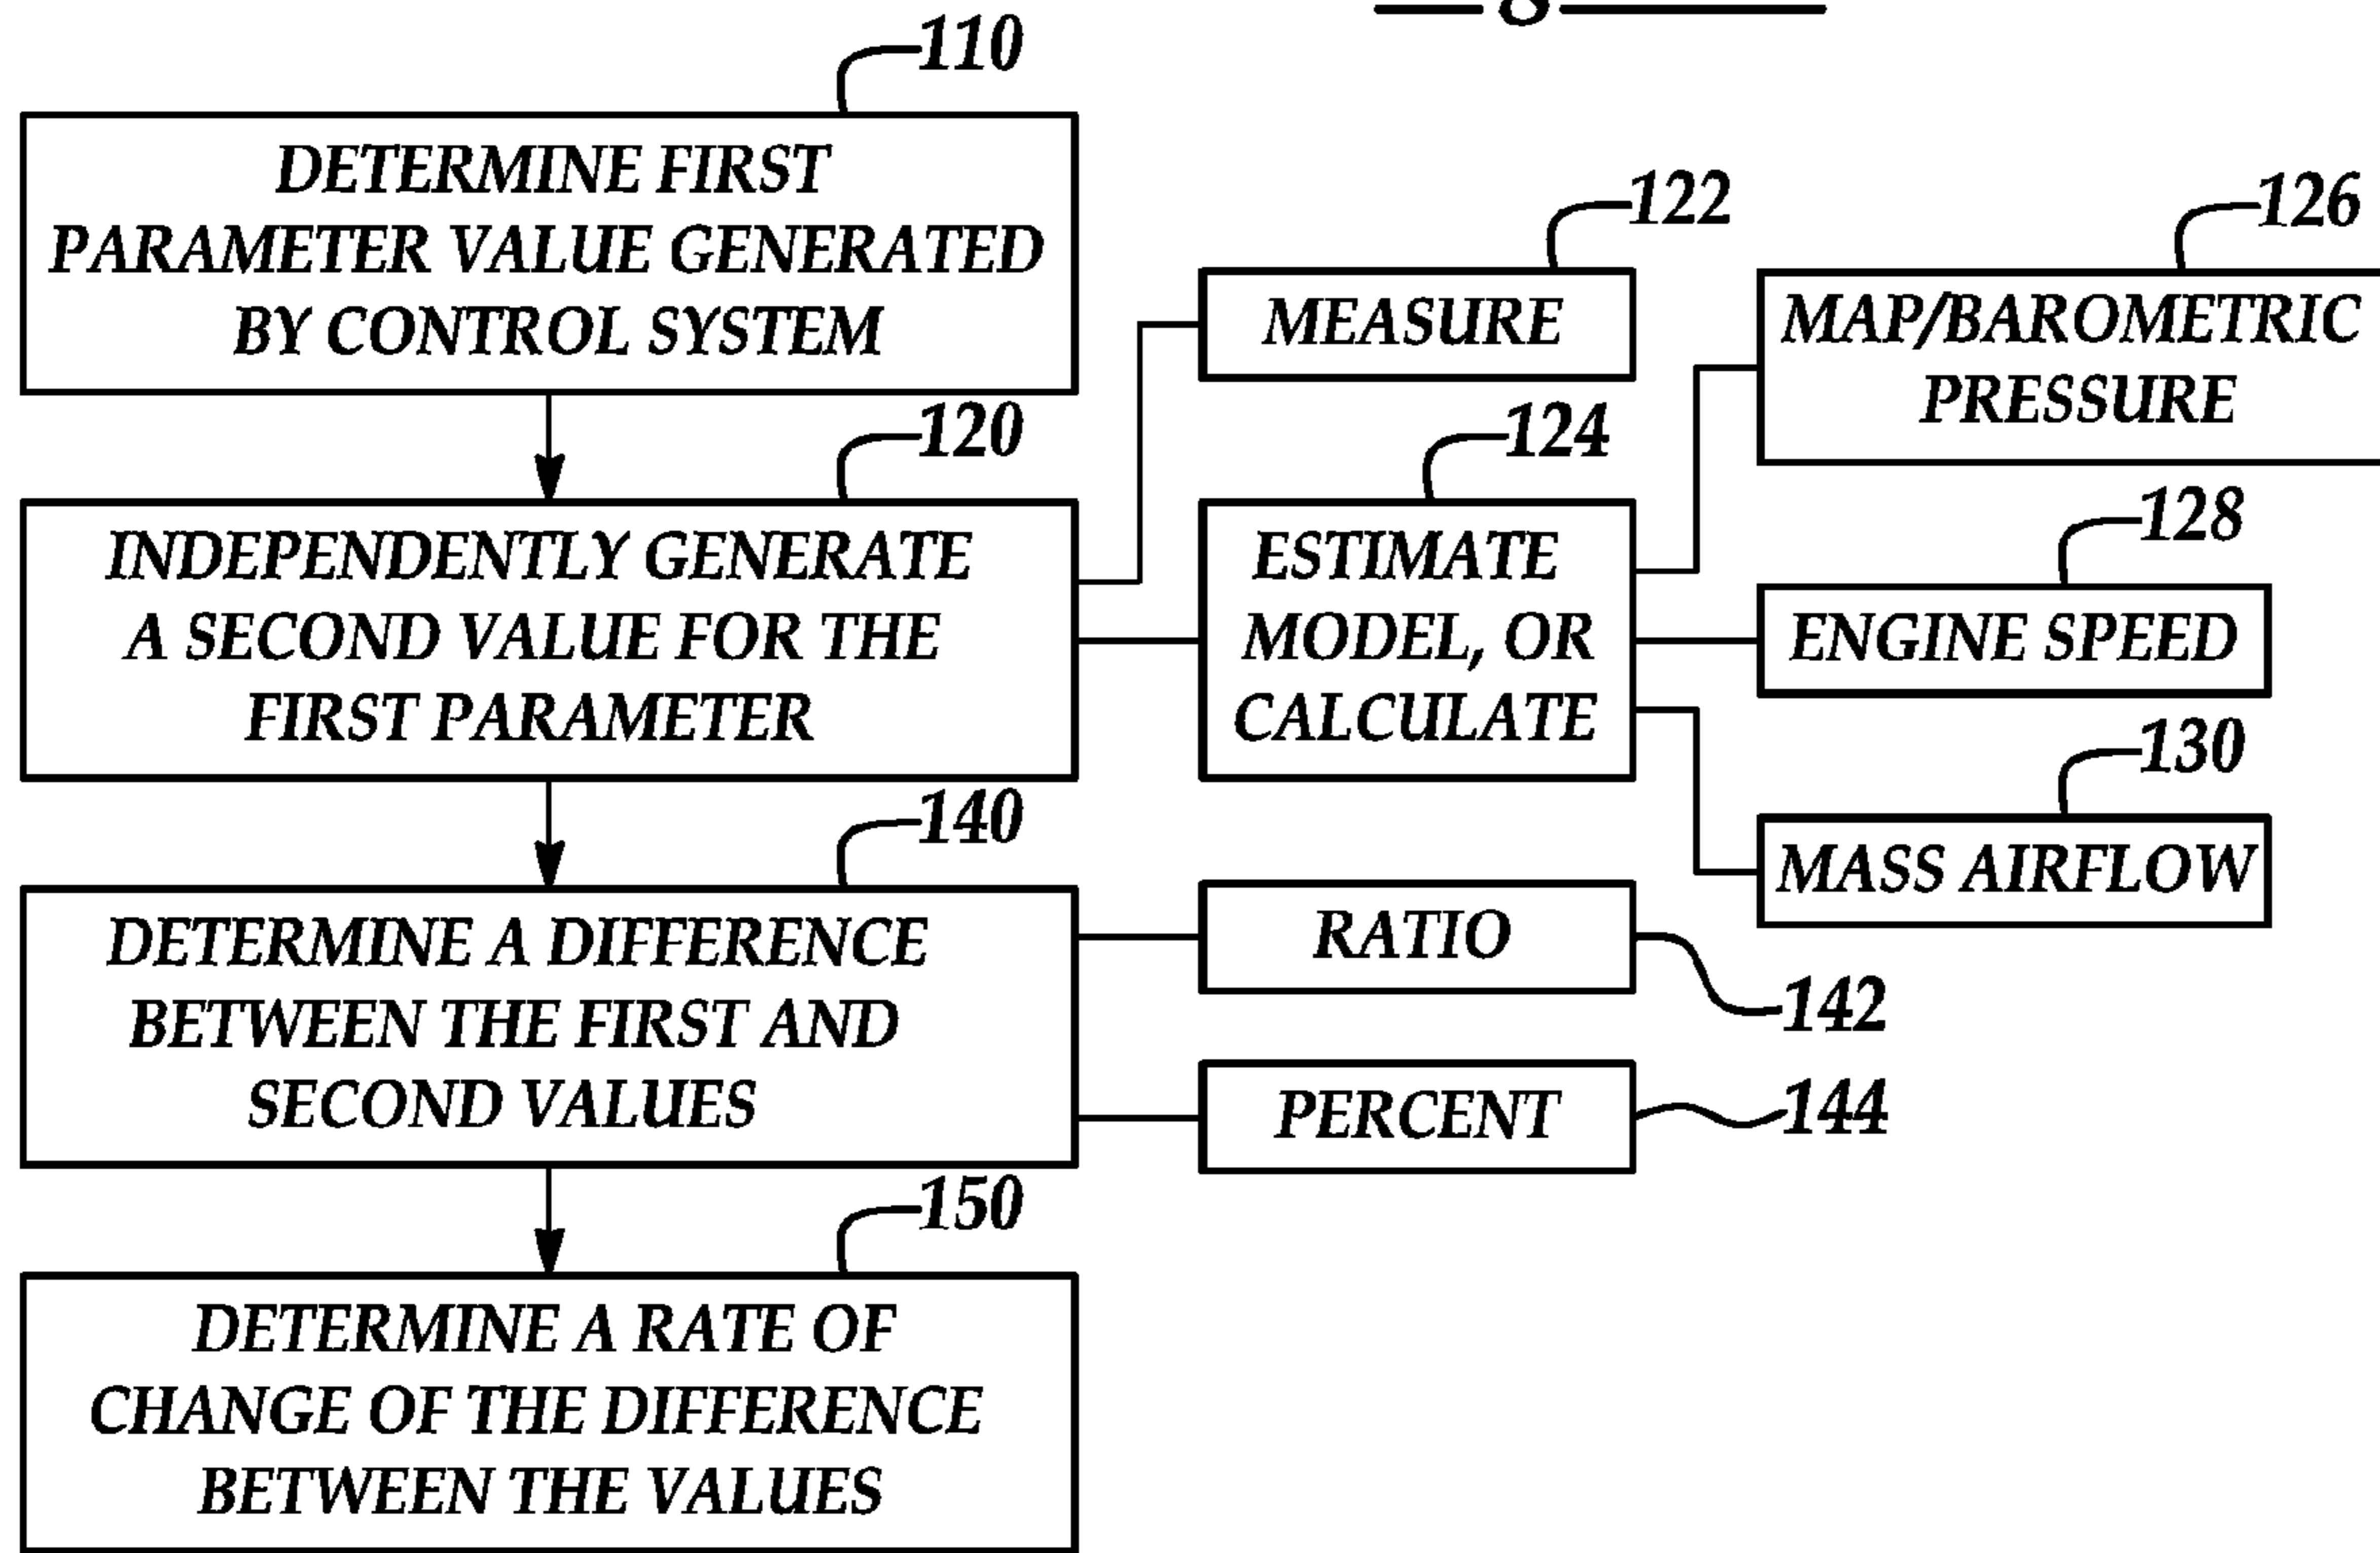 110
DETERMINE FIRST
PARAMETER VALUE GENERATED
BY CONTROL SYSTEM
122
MEASURE
126
MAP/BAROMETRIC
PRESSURE
120
INDEPENDENTLY GENERATE
A SECOND VALUE FOR THE
FIRST PARAMETER
124
ESTIMATE
MODEL, OR
CALCULATE
128
ENGINE SPEED
130
MASS AIRFLOW
140
DETERMINE A DIFFERENCE
BETWEEN THE FIRST AND
SECOND VALUES
RATIO
142
PERCENT
144
150
DETERMINE A RATE OF
CHANGE OF THE DIFFERENCE
BETWEEN THE VALUES